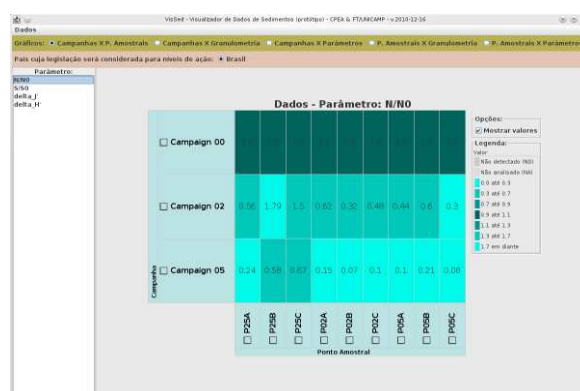 VisSed - Visualizador de Dados de Sedimentos (protótipo) - CPEA & FT/UNICAMP - v.2010-12-16
Dados
Gráficos: Campanhas X P. Amostrais Campanhas X Granulometria Campanhas X Parâmetros P. Amostrais X Granulometria P. Amostrais X Parâmetros
País cuja legislação será considerada para níveis de ação: Brasil
Parâmetro:
N/N0
S/S0
delta_J'
delta_H'
Dados - Parâmetro: N/N0
Campaign 00
Campaign 02 0.56 1.79 1.5 0.62 0.32 0.48 0.44 0.6 0.3
Campaign 05 0.24 0.58 0.67 0.15 0.07 0.1 0.1 0.21 0.08
Campanha
P25A P25B P25C P02A P02B P02C P05A P05B P05C
Ponto Amostral
Opções:
Mostrar valores
Legenda:
Valor
Não detectado (ND)
Não analisado (NA)
0.0 até 0.3
0.3 até 0.7
0.7 até 0.9
0.9 até 1.1
1.1 até 1.3
1.3 até 1.7
1.7 em diante